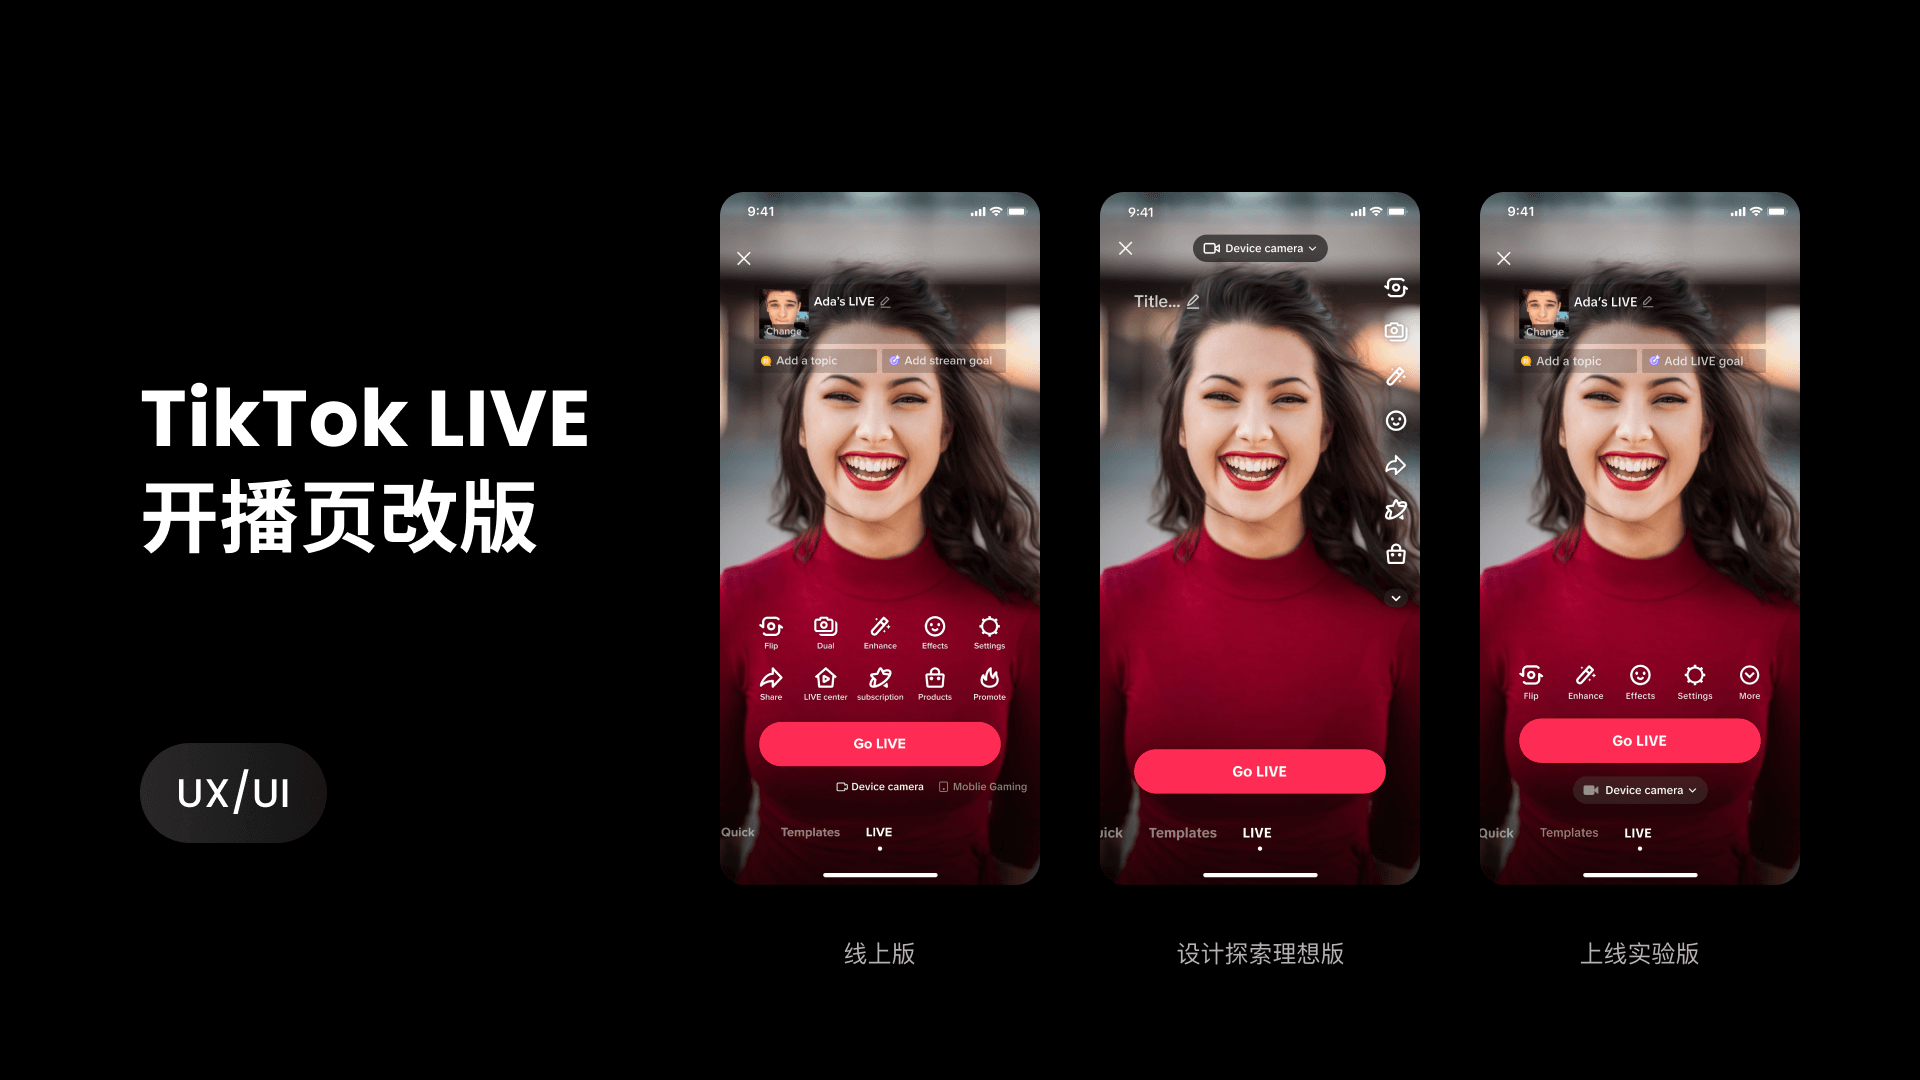 TikTok LIVE
开播页改版
UX/UI
9:41
Ada's LIVE
Change
Add a topic
Add stream goal
Flip
Dual
Enhance
Effects
Settings
Share
LIVE center
subscription
Products
Promote
Go LIVE
Device camera
Moblie Gaming
Quick
Templates
LIVE
线上版
9:41
Device camera
Title...
Go LIVE
uick
Templates
LIVE
设计探索理想版
9:41
Ada's LIVE
Change
Add a topic
Add LIVE goal
Flip
Enhance
Effects
Settings
More
Go LIVE
Device camera
Quick
Templates
LIVE
上线实验版